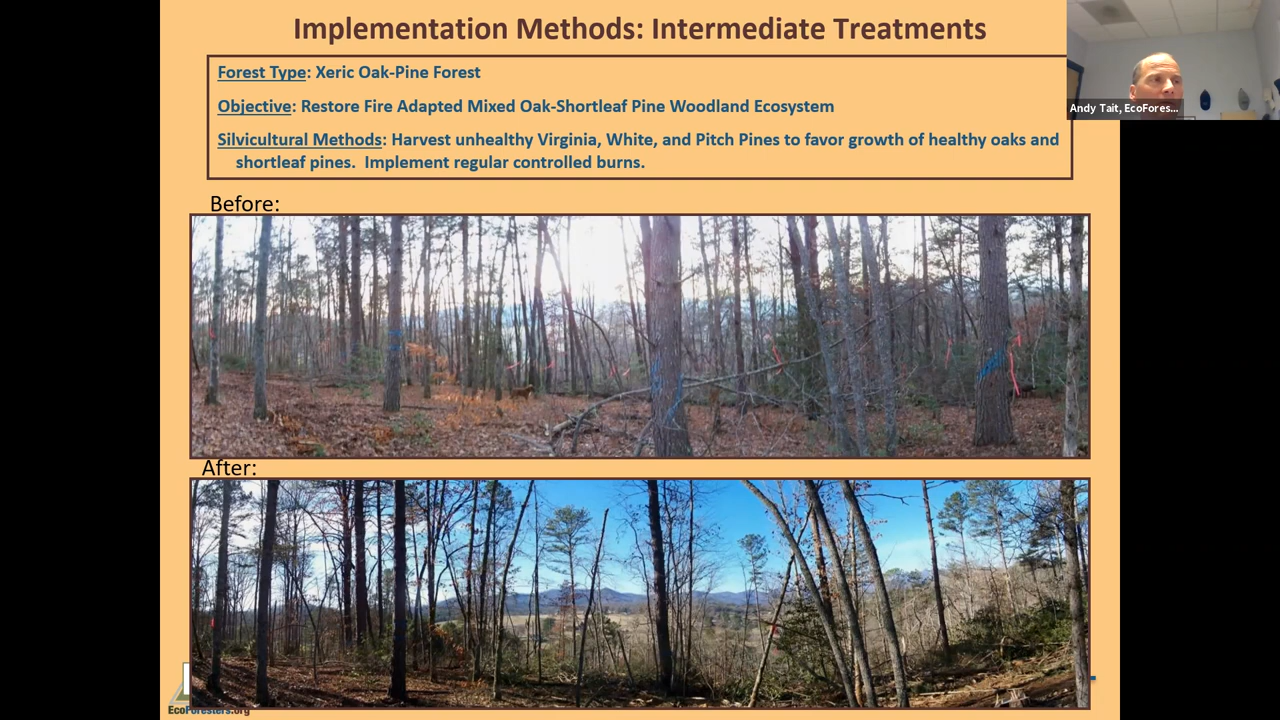 Implementation Methods: Intermediate Treatments
Forest Type: Xeric Oak-Pine Forest
Objective: Restore Fire Adapted Mixed Oak-Shortleaf Pine Woodland Ecosystem
Silvicultural Methods: Harvest unhealthy Virginia, White, and Pitch Pines to favor growth of healthy oaks and
shortleaf pines. Implement regular controlled burns.
Andy Tait, EcoFores...
Before:
After:
EcoForesters.org